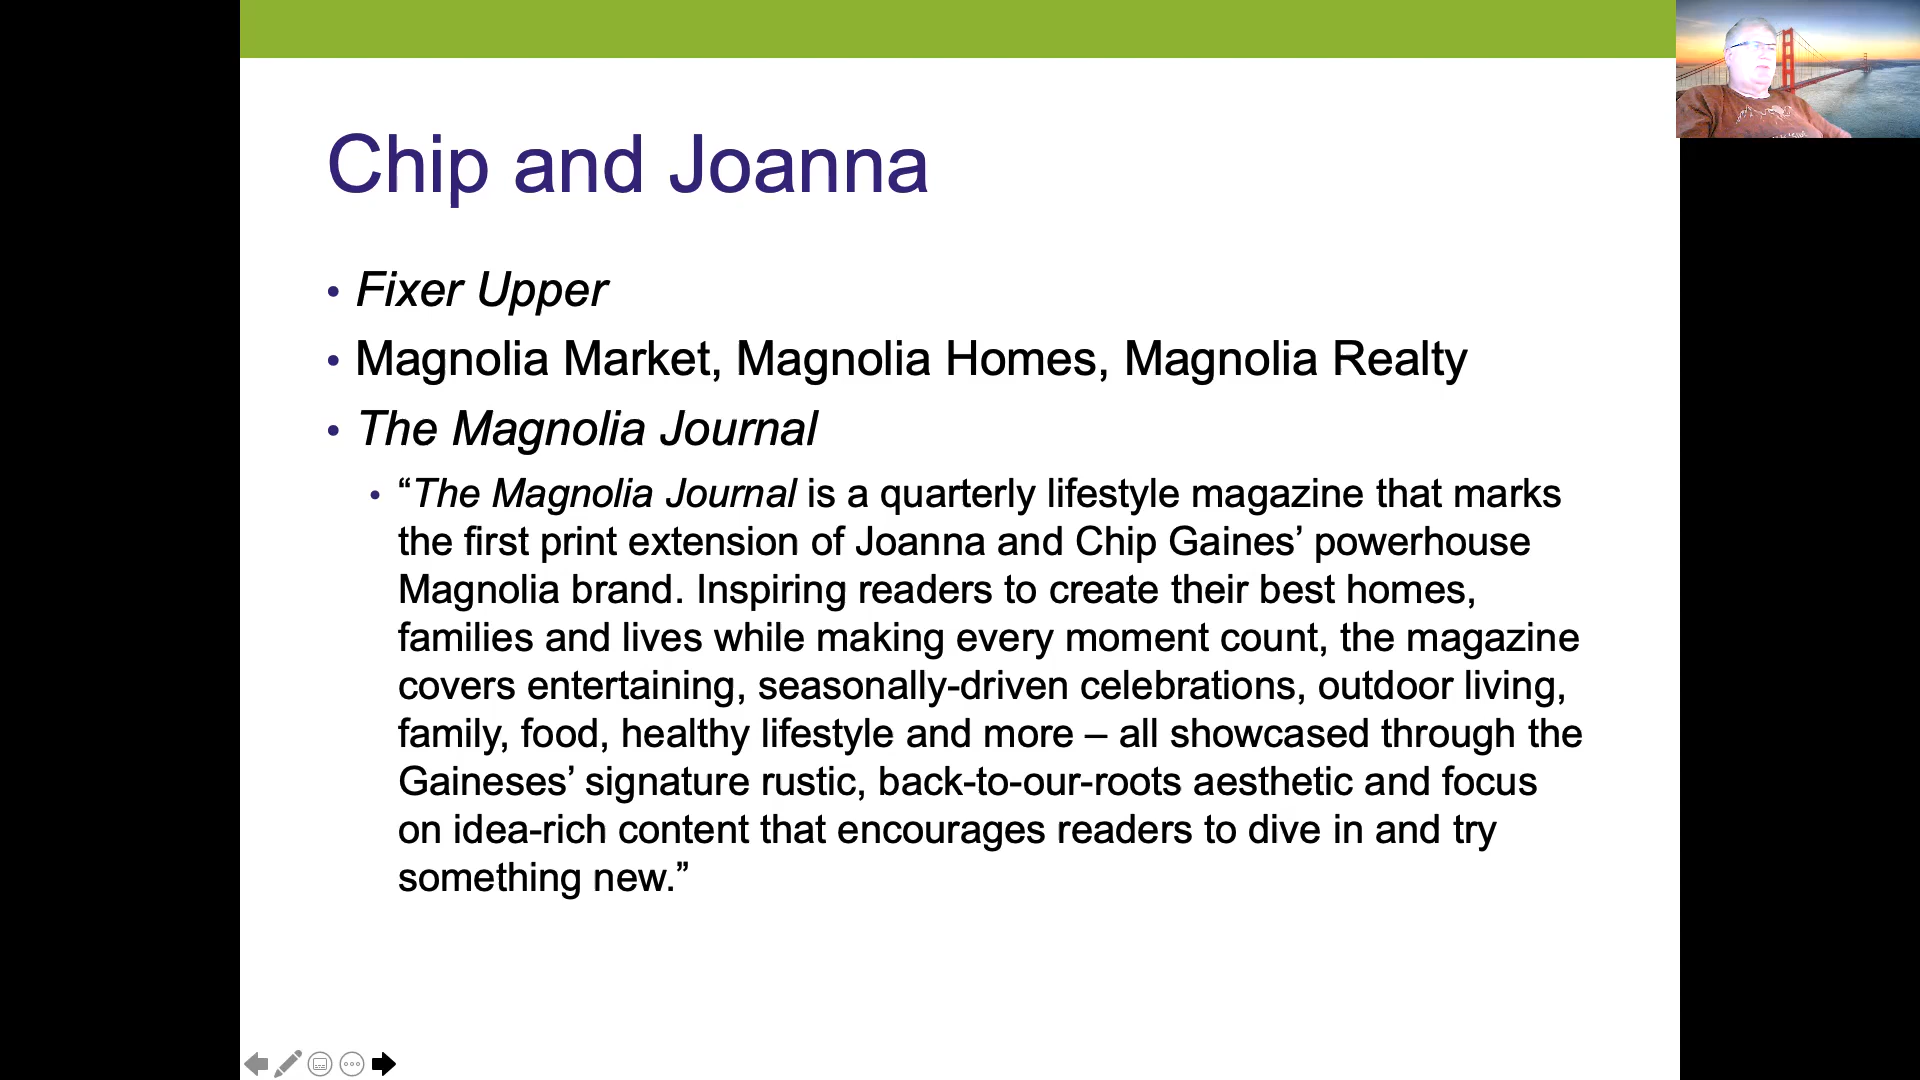 Chip and Joanna
• Fixer Upper
• Magnolia Market, Magnolia Homes, Magnolia Realty
• The Magnolia Journal
• “The Magnolia Journal is a quarterly lifestyle magazine that marks
the first print extension of Joanna and Chip Gaines’ powerhouse
Magnolia brand. Inspiring readers to create their best homes,
families and lives while making every moment count, the magazine
covers entertaining, seasonally-driven celebrations, outdoor living,
family, food, healthy lifestyle and more – all showcased through the
Gaineses’ signature rustic, back-to-our-roots aesthetic and focus
on idea-rich content that encourages readers to dive in and try
something new.”